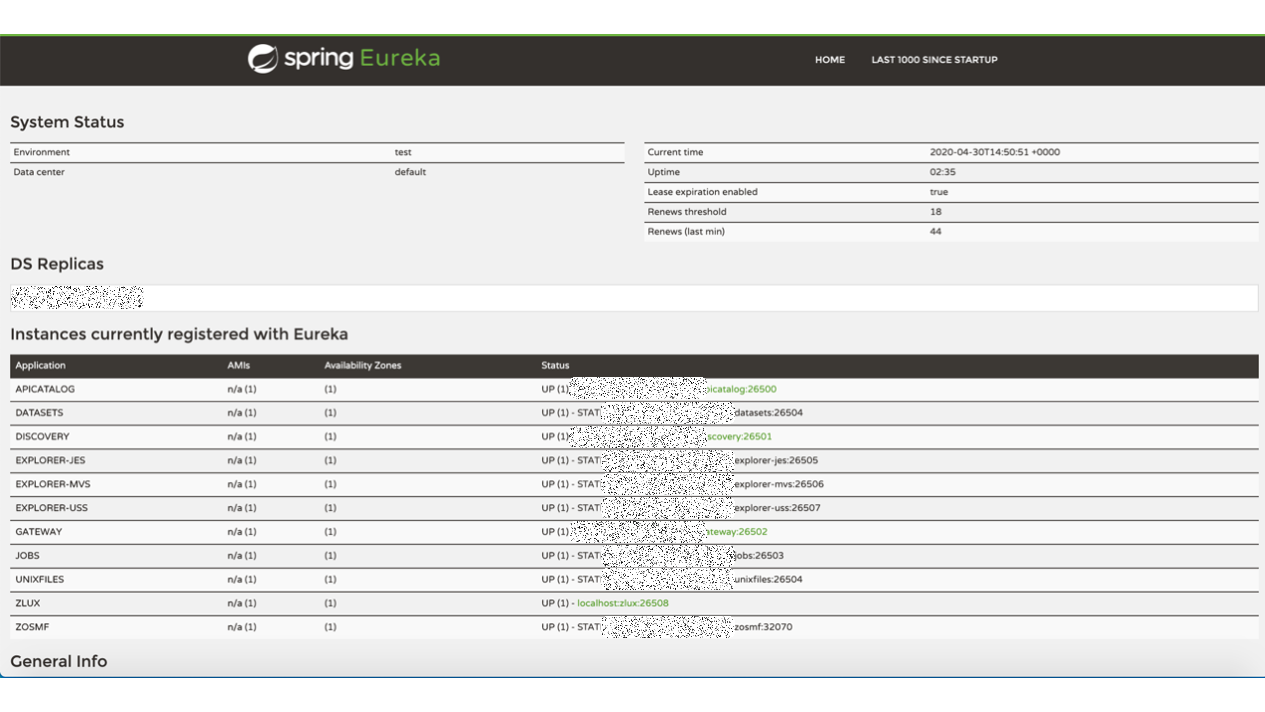 spring Eureka
HOME LAST 1000 SINCE STARTUP
System Status
Environment test
Data center default
Current time 2020-04-30T14:50:51 +0000
Uptime 02:35
Lease expiration enabled true
Renews threshold 18
Renews (last min) 44
DS Replicas
Instances currently registered with Eureka
Application AMIs Availability Zones Status
APICATALOG n/a (1) (1) UP (1) picatalog:26500
DATASETS n/a (1) (1) UP (1) - STATI datasets:26504
DISCOVERY n/a (1) (1) UP (1) scovery:26501
EXPLORER-JES n/a (1) (1) UP (1) - STATI explorer-jes:26505
EXPLORER-MVS n/a (1) (1) UP (1) - STATI explorer-mvs:26506
EXPLORER-USS n/a (1) (1) UP (1) - STATI explorer-uss:26507
GATEWAY n/a (1) (1) UP (1) ateway:26502
JOBS n/a (1) (1) UP (1) - STAT jobs:26503
UNIXFILES n/a (1) (1) UP (1) - STAT unixfiles:26504
ZLUX n/a (1) (1) UP (1) - localhost:zlux:26508
ZOSMF n/a (1) (1) UP (1) - STATI zosmf:32070
General Info